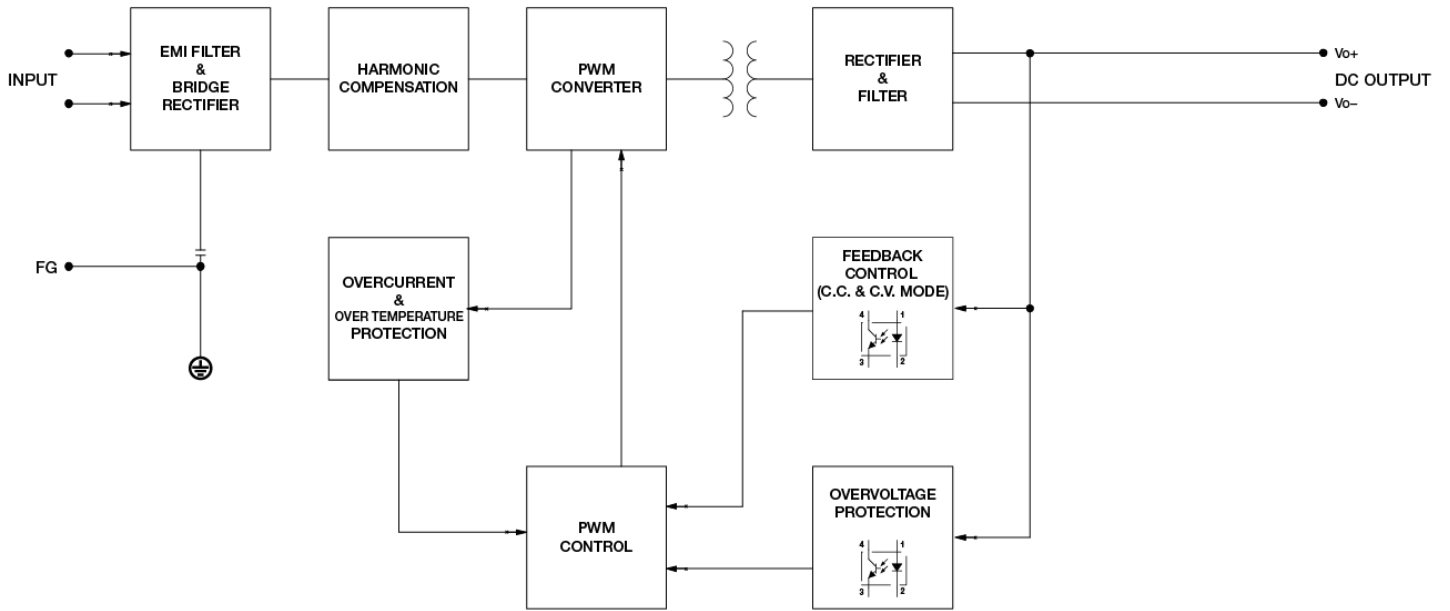 INPUT
EMI FILTER
&
BRIDGE
RECTIFIER
HARMONIC
COMPENSATION
PWM
CONVERTER
RECTIFIER
&
FILTER
Vo+
DC OUTPUT
Vo–
FG
OVERCURRENT
&
OVER TEMPERATURE
PROTECTION
FEEDBACK
CONTROL
(C.C. & C.V. MODE)
4 1
3 2
PWM
CONTROL
OVERVOLTAGE
PROTECTION
4 1
3 2